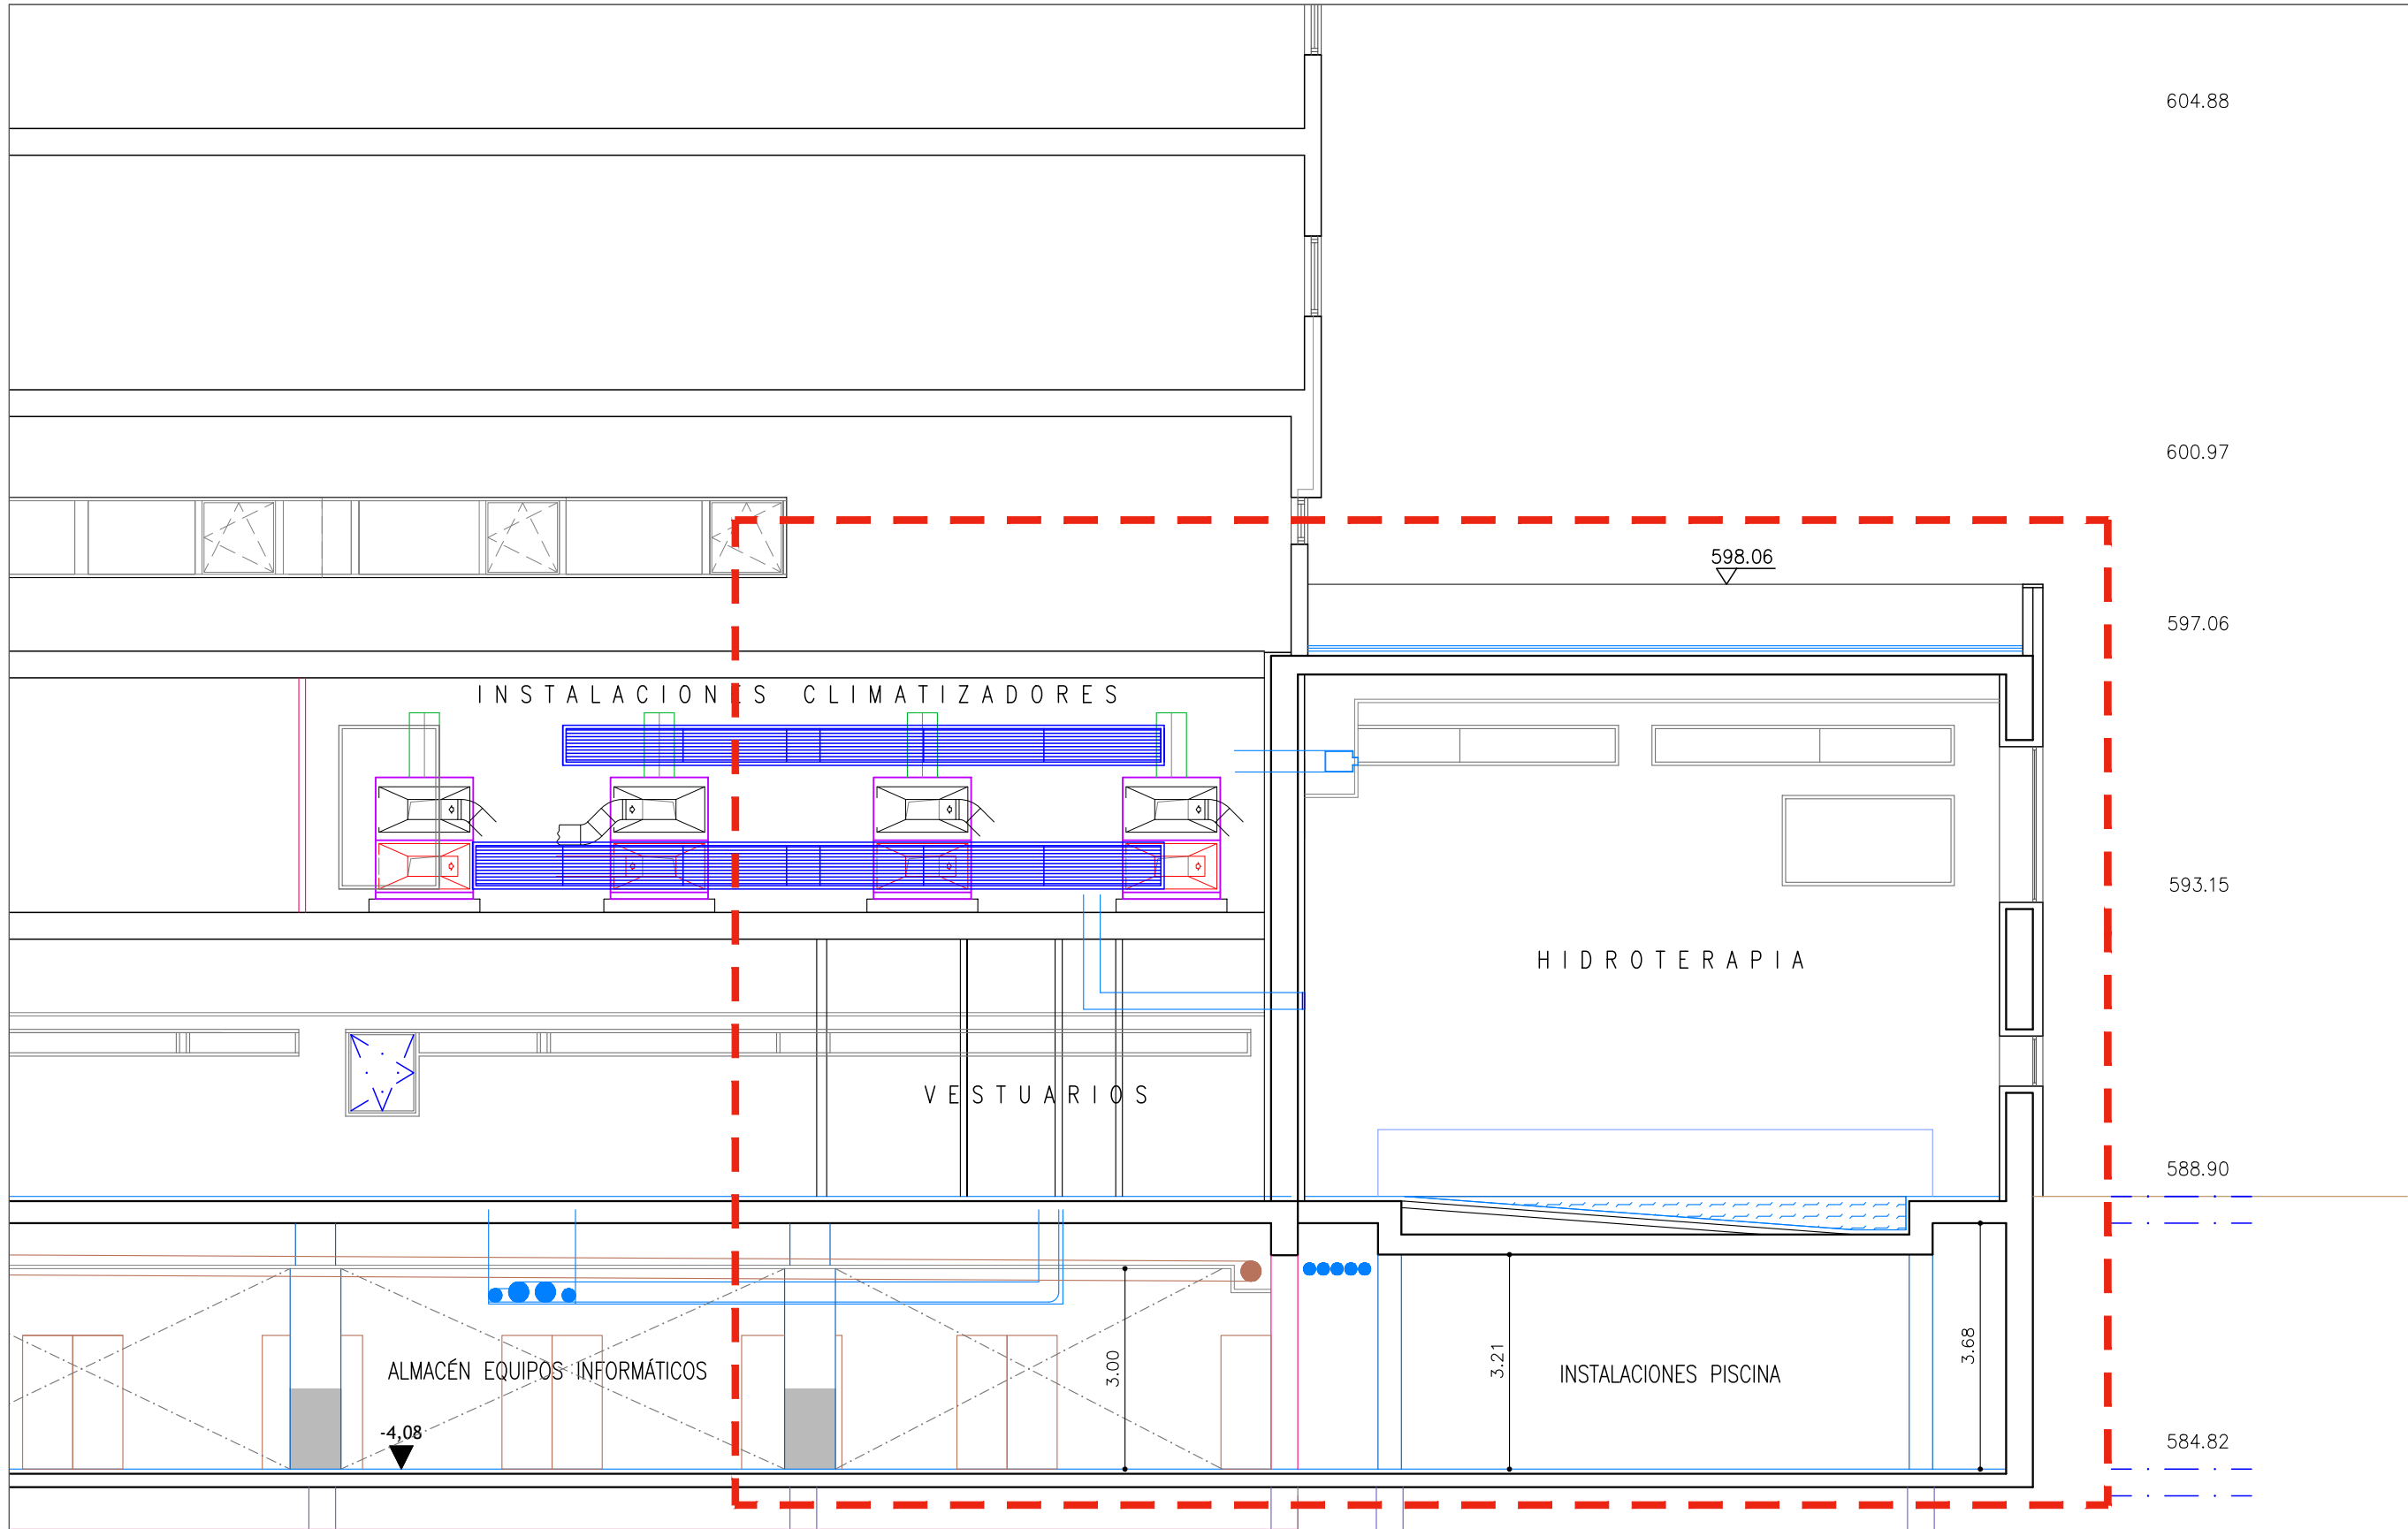 604.88
600.97
598.06
597.06
INSTALACIONES CLIMATIZADORES
593.15
HIDROTERAPIA
VESTUARIOS
588.90
ALMACÉN EQUIPOS INFORMÁTICOS
3.00
3.21
INSTALACIONES PISCINA
3.68
-4,08
584.82